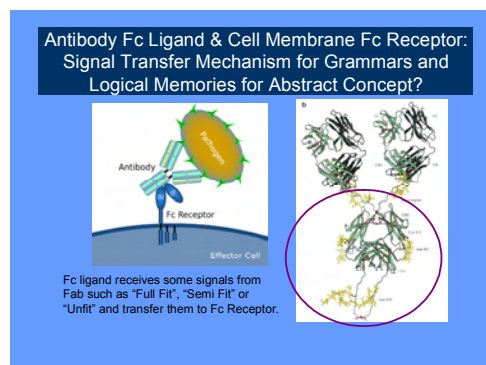 Antibody Fc Ligand & Cell Membrane Fc Receptor:
Signal Transfer Mechanism for Grammars and
Logical Memories for Abstract Concept?
Pathogen
Antibody
Fc Receptor
Effector Cell
b
Fc ligand receives some signals from
Fab such as “Full Fit”, “Semi Fit” or
“Unfit” and transfer them to Fc Receptor.